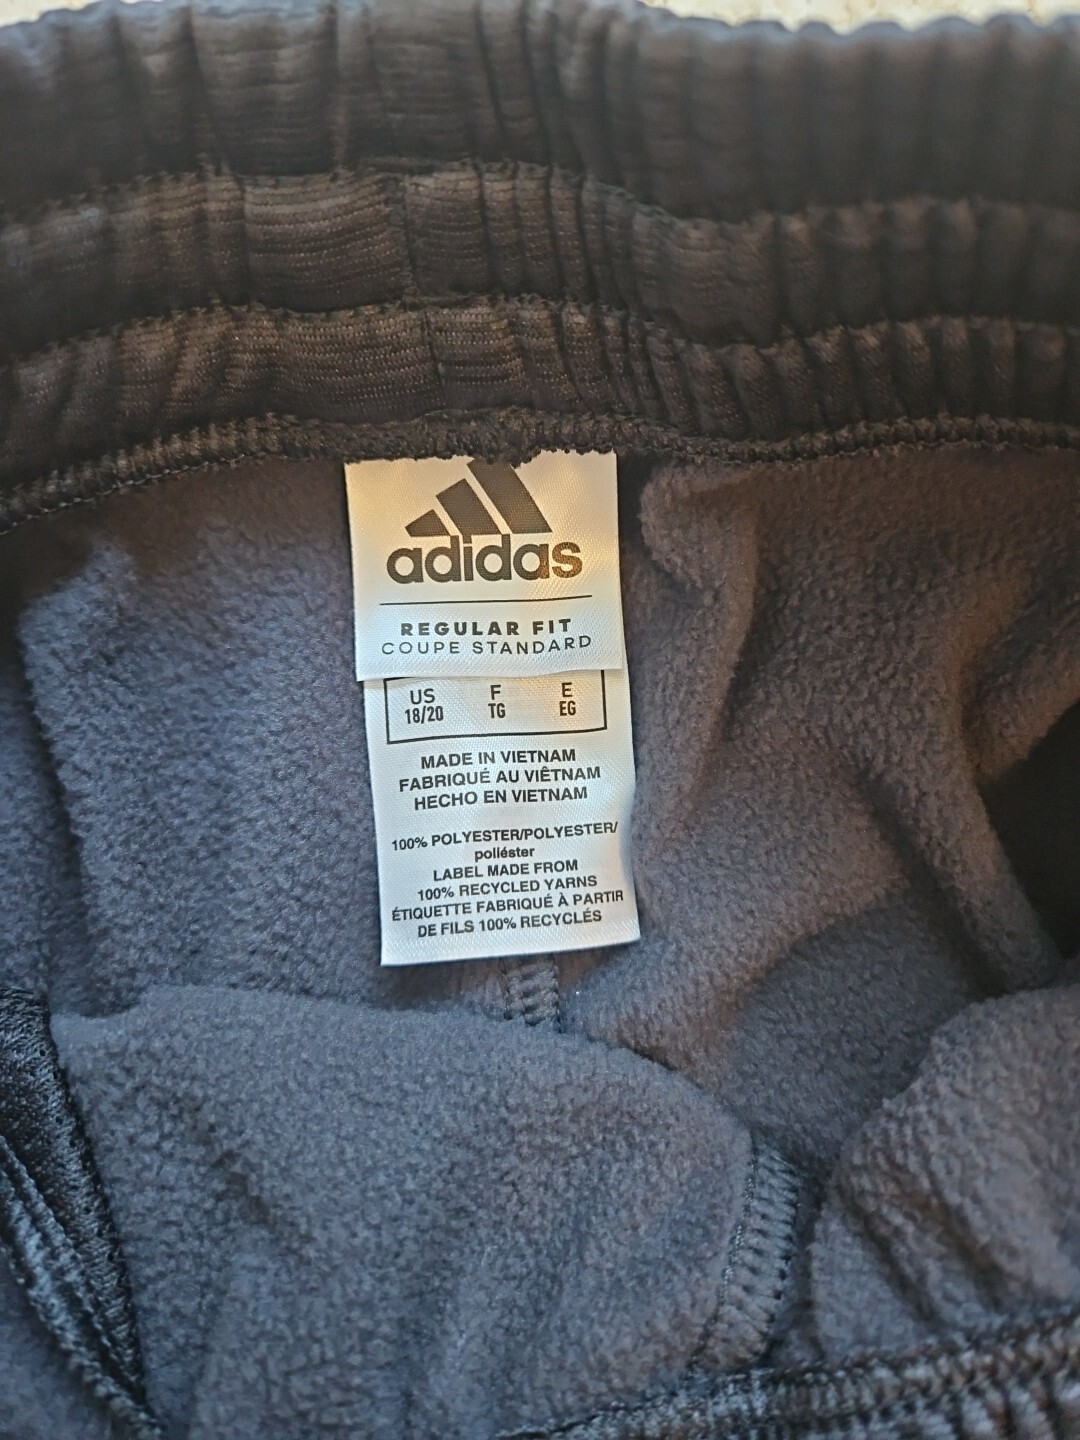 adidas
REGULAR FIT
COUPE STANDARD
US F E
18/20 TG EG
MADE IN VIETNAM
FABRIQUÉ AU VIÊTNAM
HECHO EN VIETNAM
100% POLYESTER/POLYESTER/
poliéster
LABEL MADE FROM
100% RECYCLED YARNS
ÉTIQUETTE FABRIQUÉ À PARTIR
DE FILS 100% RECYCLÉS